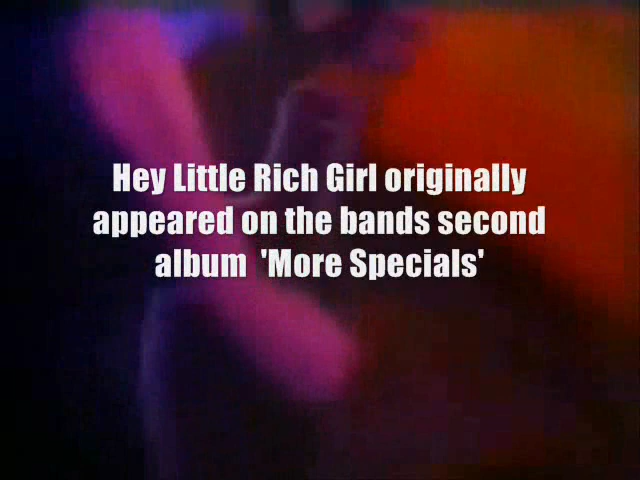 Hey Little Rich Girl originally
appeared on the bands second
album  'More Specials'